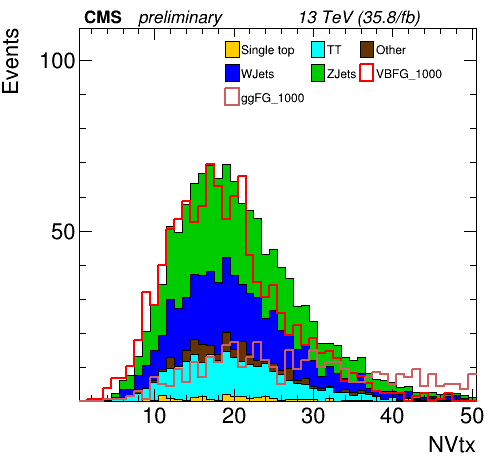 CMS preliminary 13 TeV (35.8/fb)
Events
Single top TT Other
WJets ZJets VBFG_1000
ggFG_1000
100
50
10 20 30 40 50
NVtx